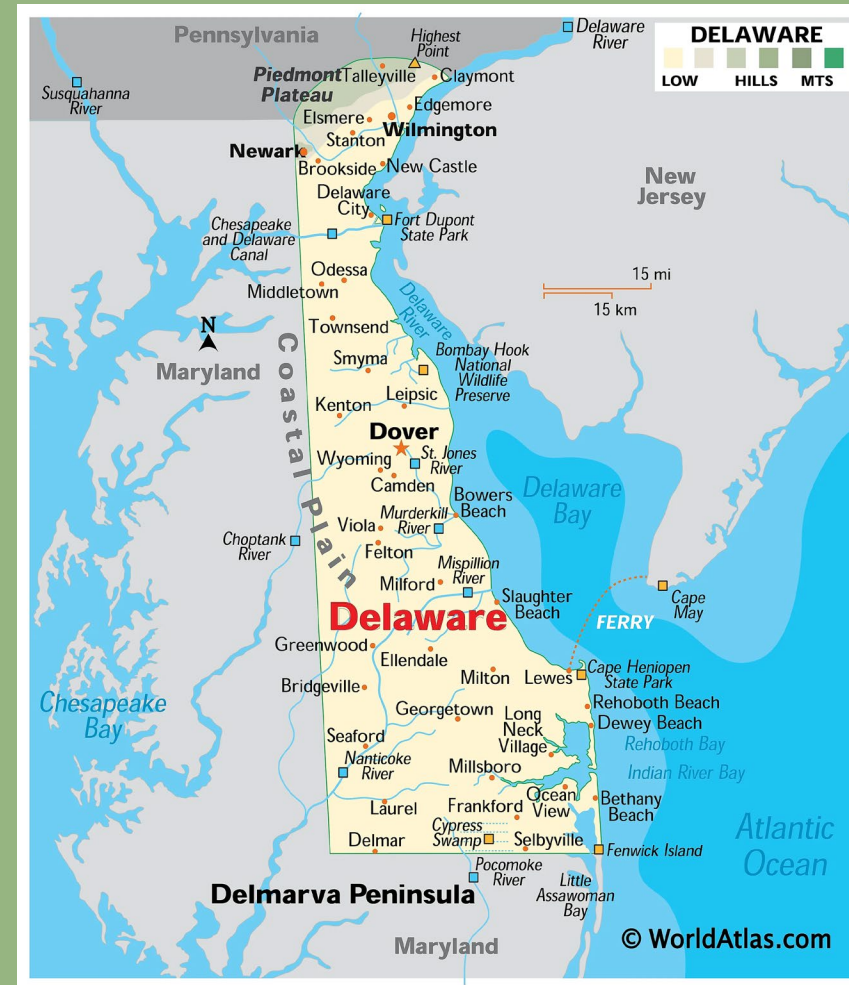 Pennsylvania
Highest
Point
Delaware
River
DELAWARE
LOW HILLS MTS
Susquahanna
River
Piedmont
Plateau
Talleyville
Claymont
Edgemore
Elsmere
Wilmington
Stanton
Newark
Brookside
New Castle
New
Jersey
Delaware
City
Fort Dupont
State Park
Chesapeake
and Delaware
Canal
Odessa
Middletown
15 mi
15 km
Delaware
River
N
Townsend
Maryland
Smyma
Bombay Hook
National
Wildlife
Preserve
Coastal Plain
Leipsic
Kenton
Dover
St. Jones
River
Wyoming
Camden
Delaware
Bay
Bowers
Beach
Murderkill
River
Viola
Choptank
River
Felton
Mispillion
River
Milford
Slaughter
Beach
Cape
May
FERRY
Delaware
Greenwood
Ellendale
Milton
Lewes
Cape Heniopen
State Park
Bridgeville
Chesapeake
Bay
Rehoboth Beach
Georgetown
Long
Neck
Village
Dewey Beach
Seaford
Rehoboth Bay
Nanticoke
River
Millsboro
Indian River Bay
Ocean
View
Bethany
Beach
Laurel
Frankford
Atlantic
Ocean
Cypress
Swamp
Delmar
Selbyville
Fenwick Island
Pocomoke
River
Little
Assawoman
Bay
Delmarva Peninsula
Maryland
© WorldAtlas.com